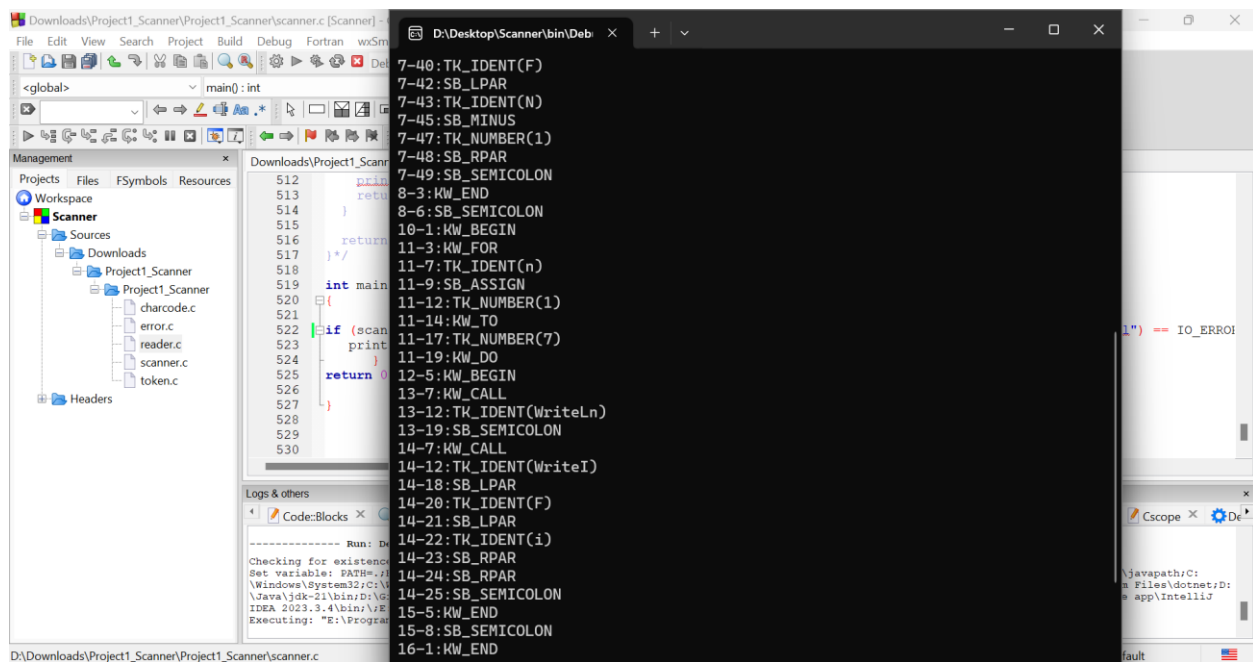 Downloads\Project1_Scanner\Project1_Scanner\scanner.c [Scanner] -
File Edit View Search Project Build Debug Fortran wxSm
<global>
main() : int
Management
Projects Files FSymbols Resources
Workspace
Scanner
Sources
Downloads
Project1_Scanner
Project1_Scanner
charcode.c
error.c
reader.c
scanner.c
token.c
Headers
Downloads\Project1_Scann
512 prin
513 retu
514 }
515
516 return
517 }*/
518
519 int main
520 {
521
522 if (scan 1") == IO_ERROR
523 print
524 }
525 return 0
526
527 }
528
529
530
Logs & others
Code::Blocks
Cscope
De
-------------- Run: De
Checking for existence
Set variable: PATH=.;
\Windows\System32;C:\
\Java\jdk-21\bin;D:\G
IDEA 2023.3.4\bin;\;E
Executing: "E:\Program
\javapath;C:
m Files\dotnet;D:
e app\IntelliJ
D:\Downloads\Project1_Scanner\Project1_Scanner\scanner.c
fault
D:\Desktop\Scanner\bin\Deb
7-40:TK_IDENT(F)
7-42:SB_LPAR
7-43:TK_IDENT(N)
7-45:SB_MINUS
7-47:TK_NUMBER(1)
7-48:SB_RPAR
7-49:SB_SEMICOLON
8-3:KW_END
8-6:SB_SEMICOLON
10-1:KW_BEGIN
11-3:KW_FOR
11-7:TK_IDENT(n)
11-9:SB_ASSIGN
11-12:TK_NUMBER(1)
11-14:KW_TO
11-17:TK_NUMBER(7)
11-19:KW_DO
12-5:KW_BEGIN
13-7:KW_CALL
13-12:TK_IDENT(WriteLn)
13-19:SB_SEMICOLON
14-7:KW_CALL
14-12:TK_IDENT(WriteI)
14-18:SB_LPAR
14-20:TK_IDENT(F)
14-21:SB_LPAR
14-22:TK_IDENT(i)
14-23:SB_RPAR
14-24:SB_RPAR
14-25:SB_SEMICOLON
15-5:KW_END
15-8:SB_SEMICOLON
16-1:KW_END